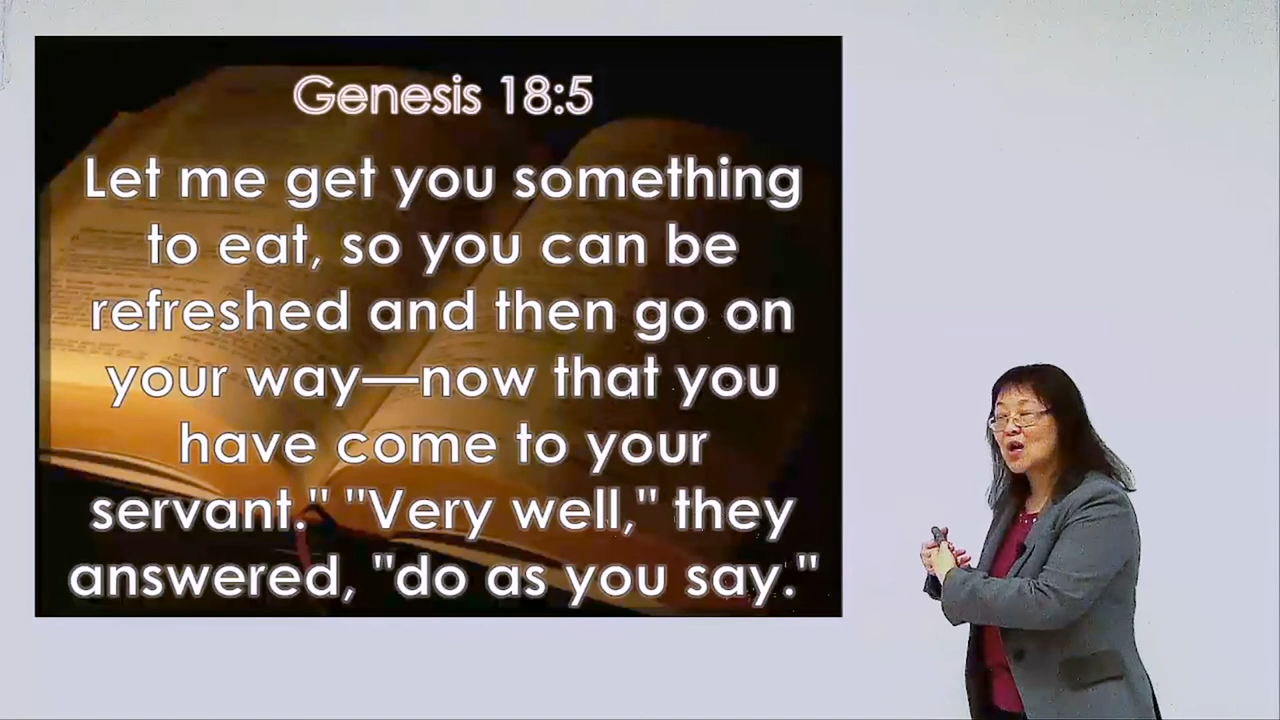 Genesis 18:5
Let me get you something
to eat, so you can be
refreshed and then go on
your way—now that you
have come to your
servant." "Very well," they
answered, "do as you say."